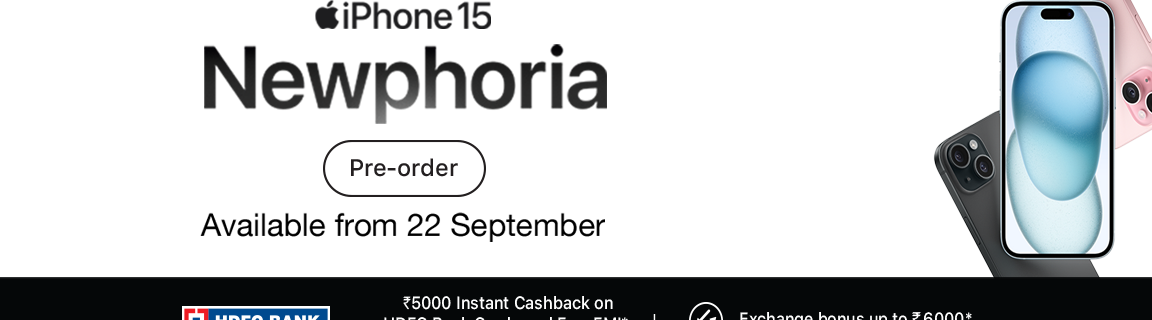 iPhone 15
Newphoria
Pre-order
Available from 22 September
HDFC BANK
₹5000 Instant Cashback on
HDFC Bank Cards and Easy EMI*
Exchange bonus up to ₹6000*